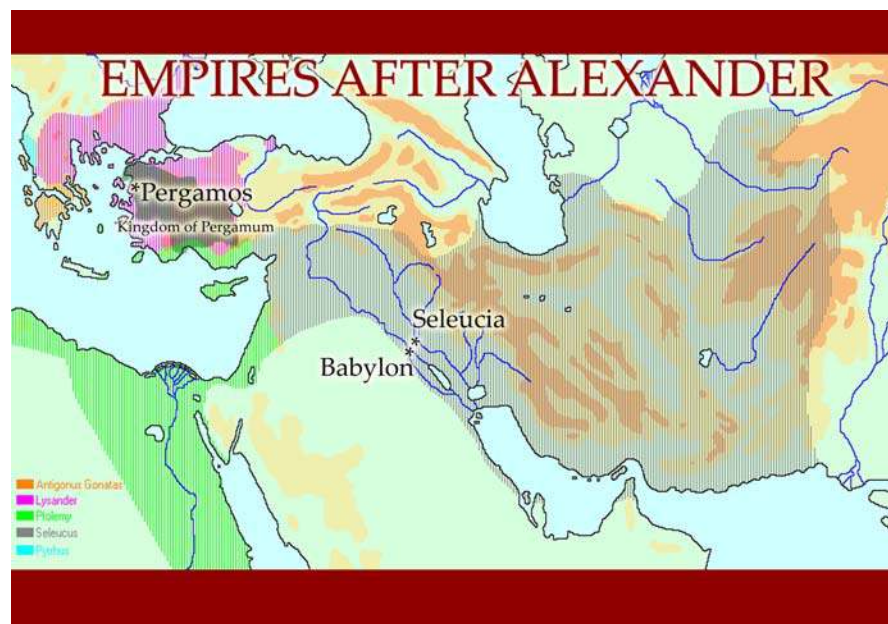 EMPIRES AFTER ALEXANDER
*Pergamos
Kingdom of Pergamum
Seleucia
*
*
Babylon
Antigonus Gonatas
Lysander
Ptolemy
Seleucus
Pyrrhus